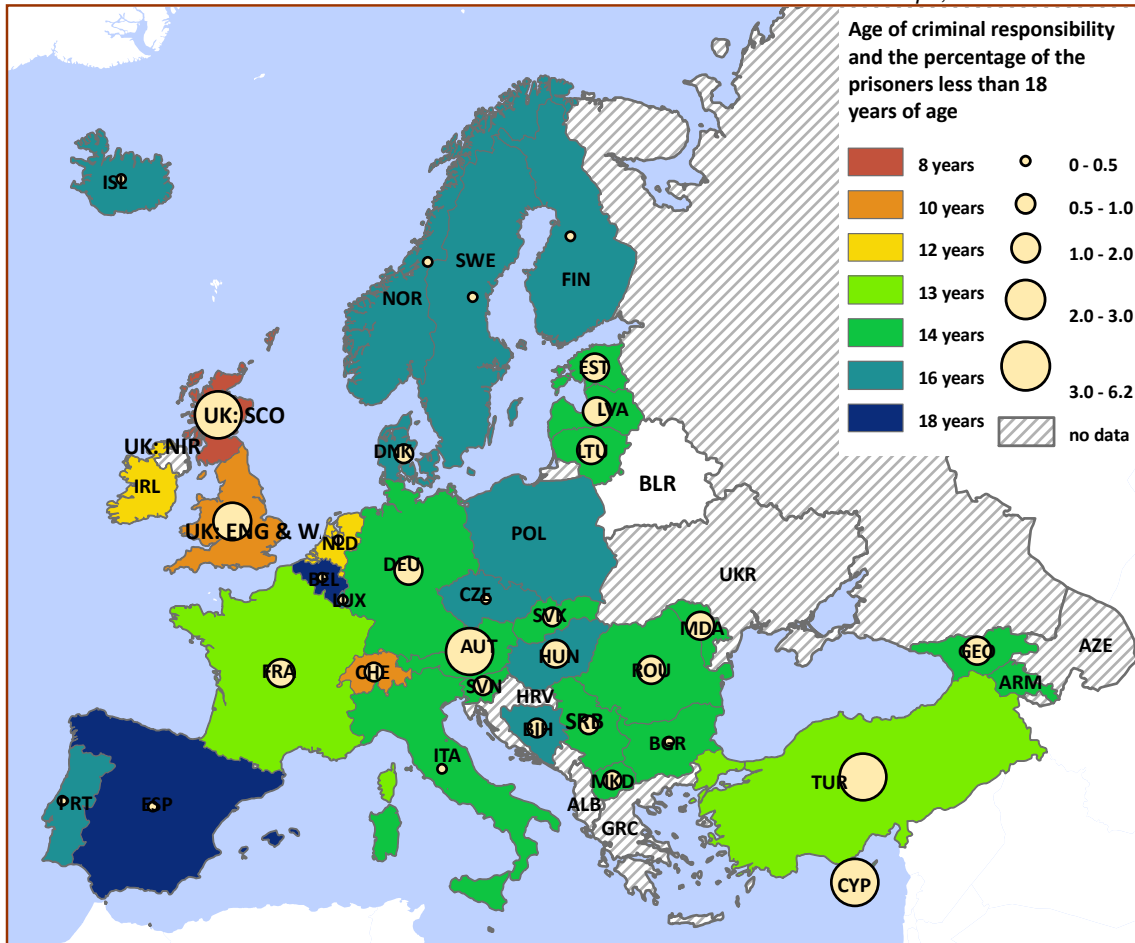 Age of criminal responsibility
and the percentage of the
prisoners less than 18
years of age
8 years
0 - 0.5
10 years
0.5 - 1.0
12 years
1.0 - 2.0
13 years
2.0 - 3.0
14 years
16 years
3.0 - 6.2
18 years
no data
ISL
SWE
FIN
NOR
EST
LVA
UK: SCO
UK: NIR
DNK
LTU
IRL
BLR
UK: ENG & W
NLD
POL
DEU
UKR
BEL
CZE
LUX
SVK
MDA
AUT
HUN
GEO
AZE
FRA
CHE
ROU
SVN
ARM
HRV
BIH
SRB
BGR
ITA
MKD
TUR
PRT
ESP
ALB
GRC
CYP